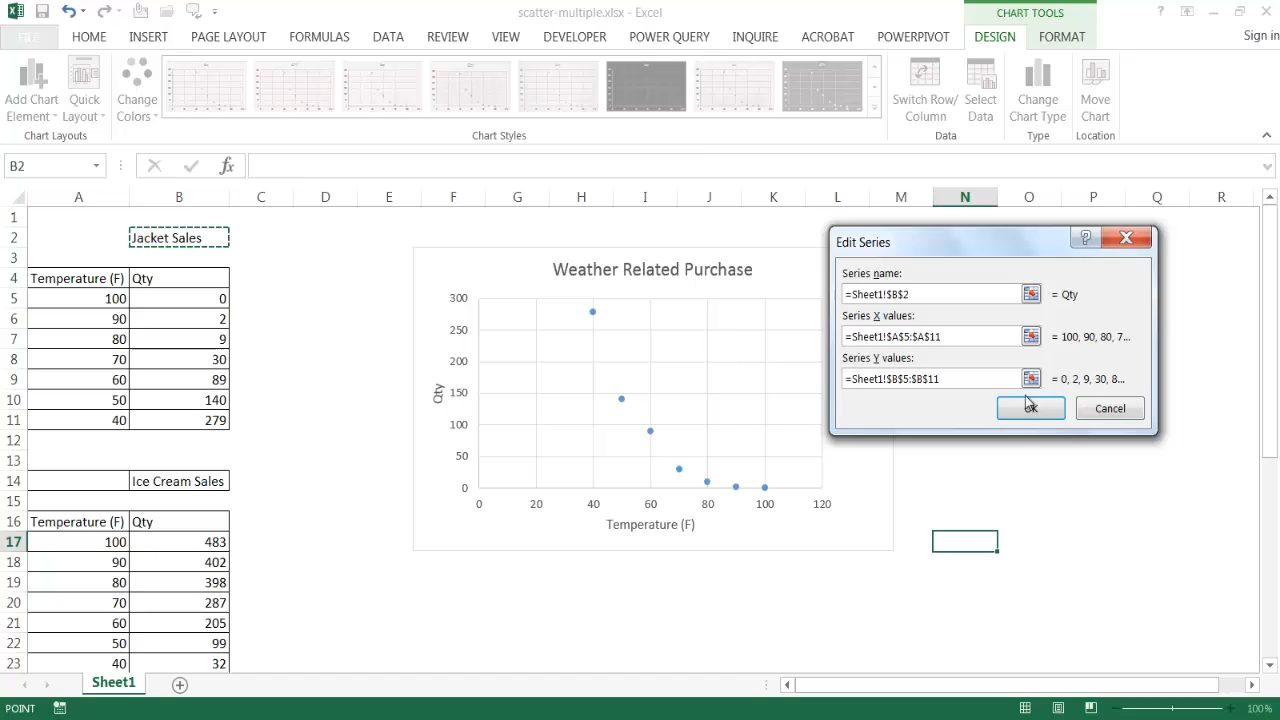 scatter-multiple.xlsx - Excel
CHART TOOLS
?
FILE
HOME
INSERT
PAGE LAYOUT
FORMULAS
DATA
REVIEW
VIEW
DEVELOPER
POWER QUERY
INQUIRE
ACROBAT
POWERPIVOT
DESIGN
FORMAT
Sign in
Add Chart
Element
Quick
Layout
Change
Colors
Switch Row/
Column
Select
Data
Change
Chart Type
Move
Chart
Chart Layouts
Chart Styles
Data
Type
Location
B2
fx
A B C D E F G H I J K L M N O P Q R
1
2 Jacket Sales
3
4 Temperature (F) Qty
5 100 0
6 90 2
7 80 9
8 70 30
9 60 89
10 50 140
11 40 279
12
13
14 Ice Cream Sales
15
16 Temperature (F) Qty
17 100 483
18 90 402
19 80 398
20 70 287
21 60 205
22 50 99
23 40 32
Weather Related Purchase
300
250
200
150
100
50
0
Qty
0 20 40 60 80 100 120
Temperature (F)
Edit Series
?
Series name:
=Sheet1!$B$2 = Qty
Series X values:
=Sheet1!$A$5:$A$11 = 100, 90, 80, 7...
Series Y values:
=Sheet1!$B$5:$B$11 = 0, 2, 9, 30, 8...
OK
Cancel
Sheet1
POINT
100%